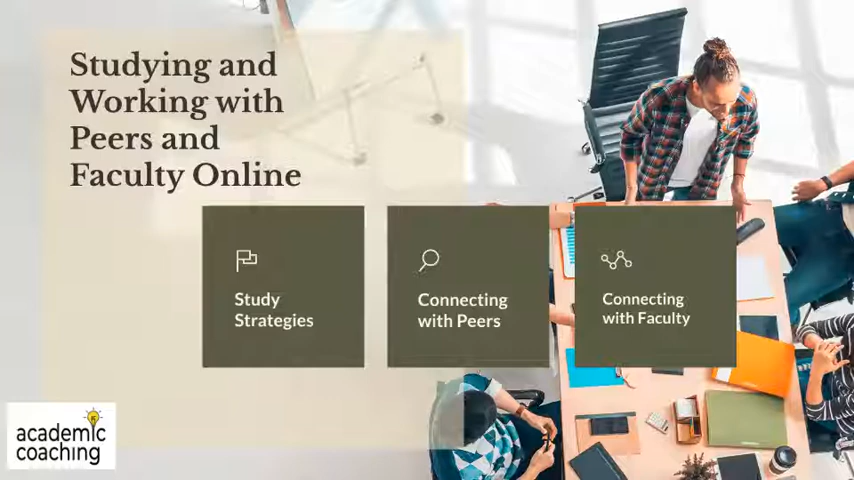 Studying and
Working with
Peers and
Faculty Online
Study
Strategies
Connecting
with Peers
Connecting
with Faculty
academic
coaching